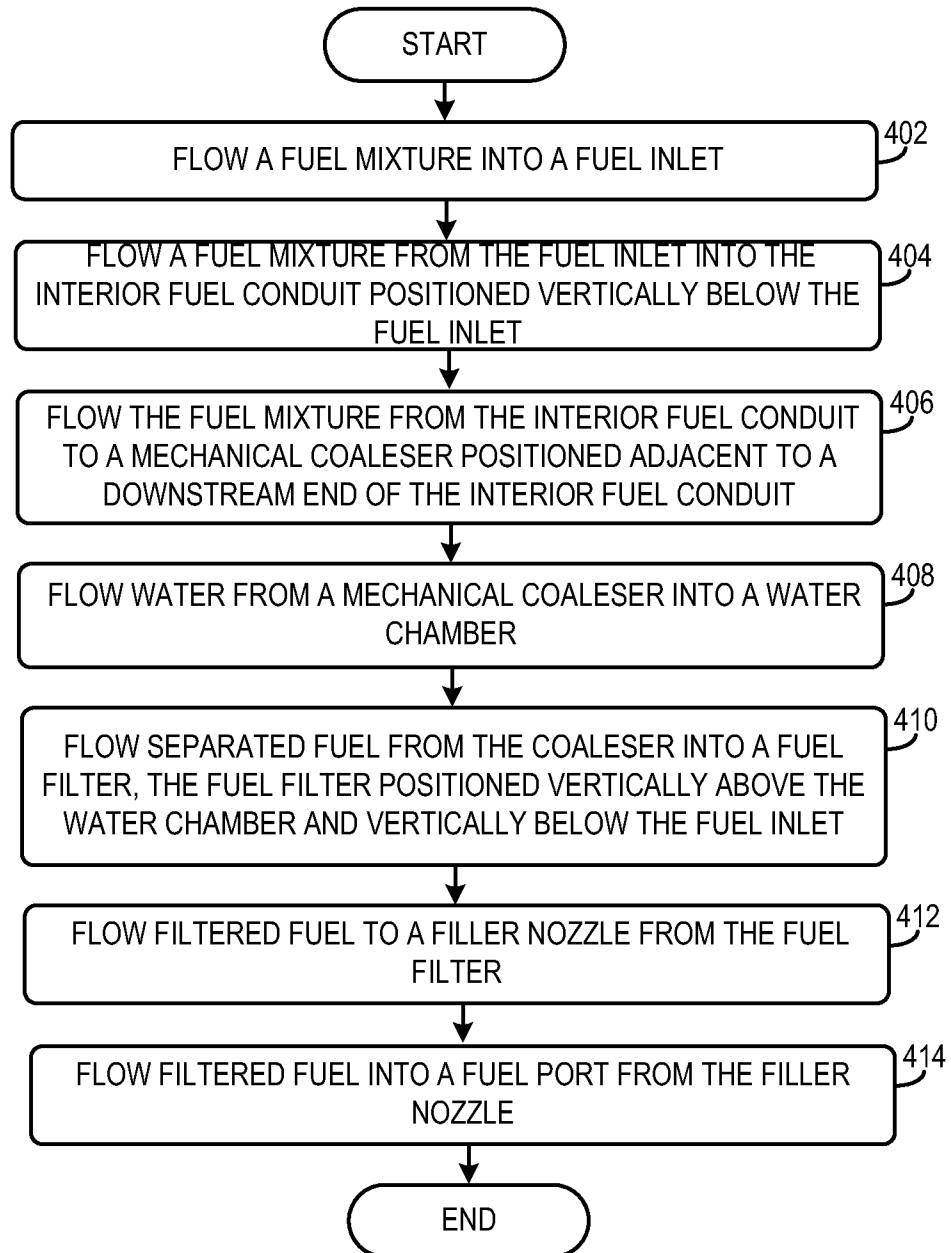 START
402
FLOW A FUEL MIXTURE INTO A FUEL INLET
404
FLOW A FUEL MIXTURE FROM THE FUEL INLET INTO THE
INTERIOR FUEL CONDUIT POSITIONED VERTICALLY BELOW THE
FUEL INLET
406
FLOW THE FUEL MIXTURE FROM THE INTERIOR FUEL CONDUIT
TO A MECHANICAL COALESER POSITIONED ADJACENT TO A
DOWNSTREAM END OF THE INTERIOR FUEL CONDUIT
408
FLOW WATER FROM A MECHANICAL COALESER INTO A WATER
CHAMBER
410
FLOW SEPARATED FUEL FROM THE COALESER INTO A FUEL
FILTER, THE FUEL FILTER POSITIONED VERTICALLY ABOVE THE
WATER CHAMBER AND VERTICALLY BELOW THE FUEL INLET
412
FLOW FILTERED FUEL TO A FILLER NOZZLE FROM THE FUEL
FILTER
414
FLOW FILTERED FUEL INTO A FUEL PORT FROM THE FILLER
NOZZLE
END